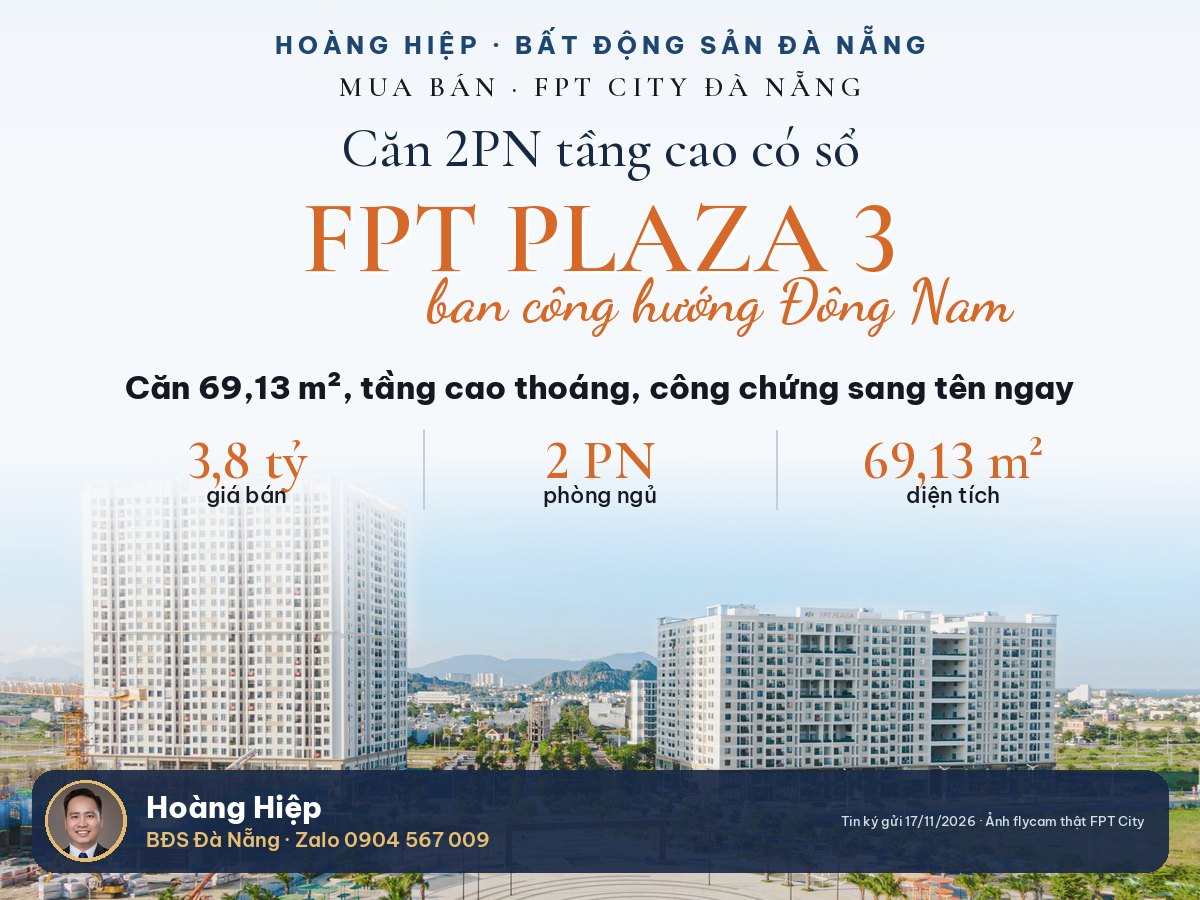 HOÀNG HIỆP · BẤT ĐỘNG SẢN ĐÀ NẴNG
MUA BÁN · FPT CITY ĐÀ NẴNG
Căn 2PN tầng cao có sổ
FPT PLAZA 3
ban công hướng Đông Nam
Căn 69,13 m², tầng cao thoáng, công chứng sang tên ngay
3,8 tỷ
giá bán
2 PN
phòng ngủ
69,13 m²
diện tích
FPT PLAZA
Hoàng Hiệp
BĐS Đà Nẵng · Zalo 0904 567 009
Tin ký gửi 17/11/2026 · Ảnh flycam thật FPT City